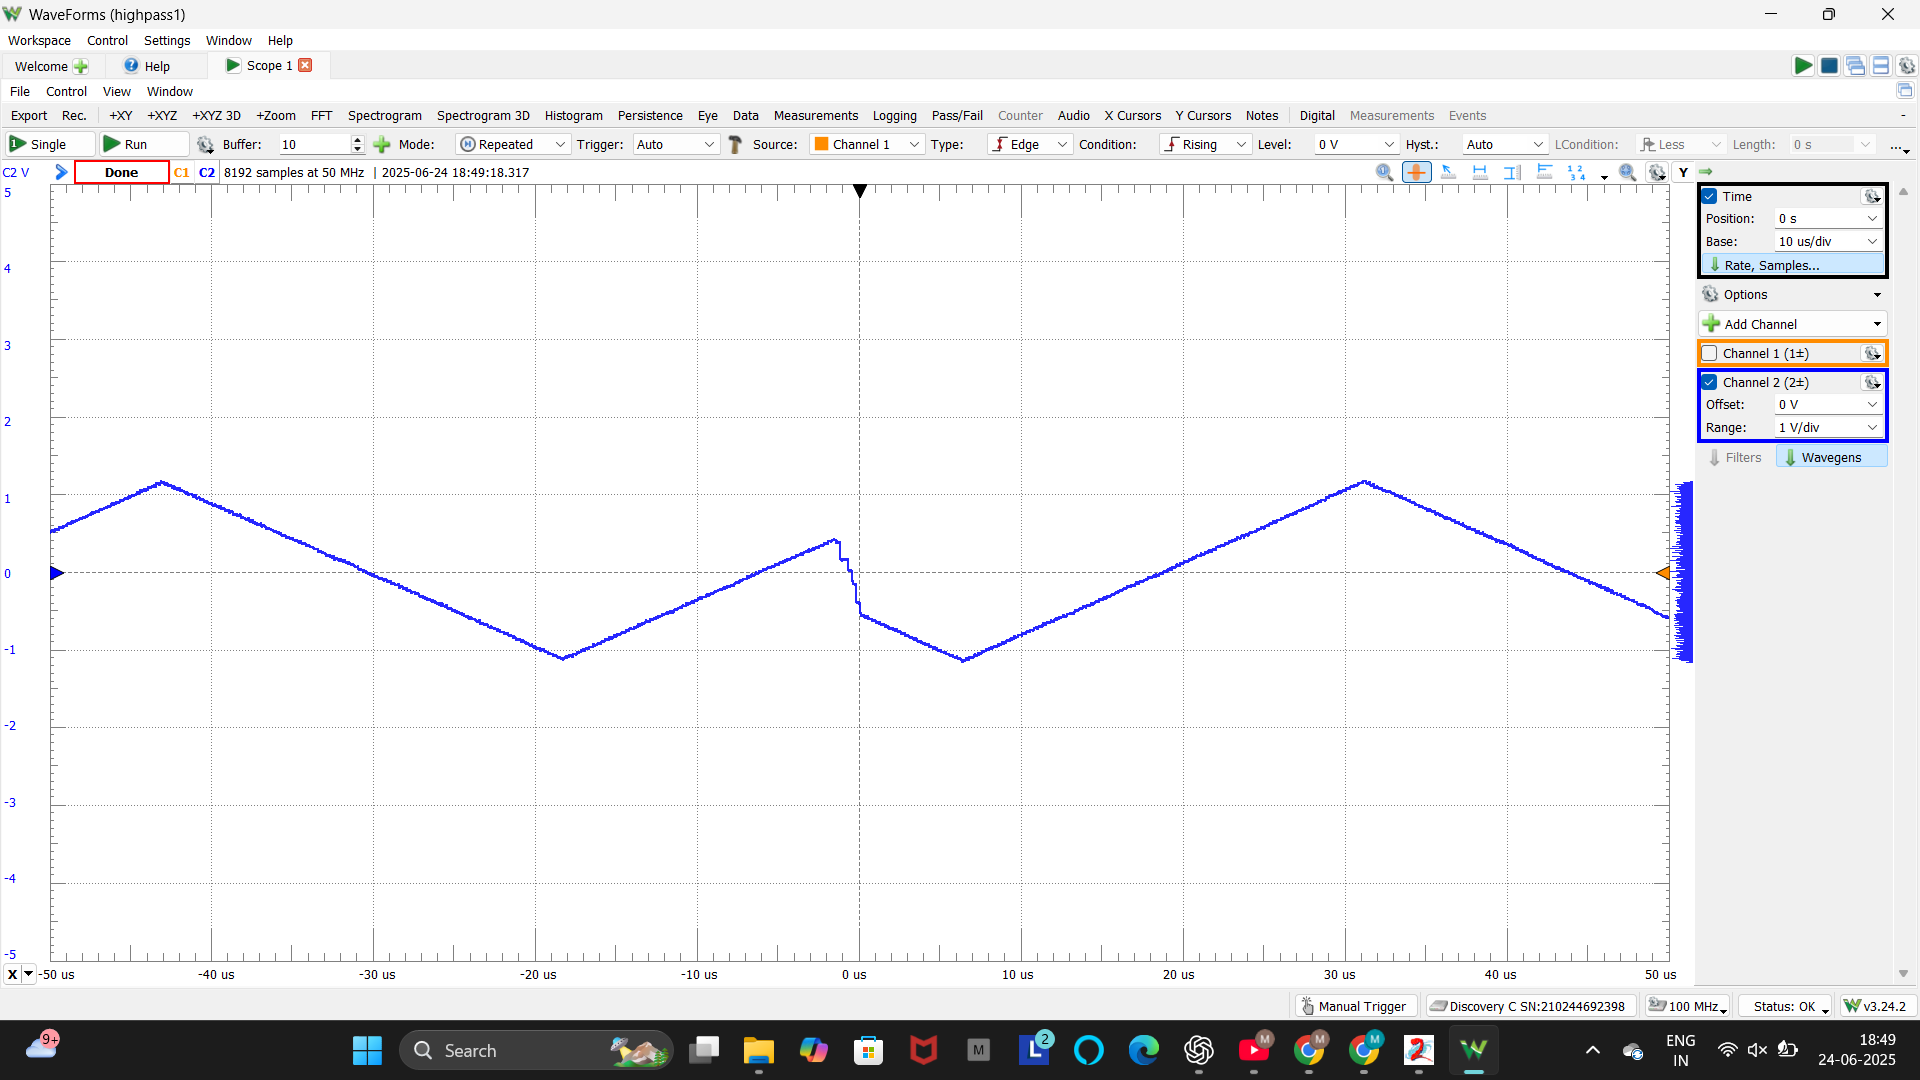 WaveForms (highpass1)
Workspace Control Settings Window Help
Welcome Help Scope 1
File Control View Window
Export Rec. +XY +XYZ +XYZ 3D +Zoom FFT Spectrogram Spectrogram 3D Histogram Persistence Eye Data Measurements Logging Pass/Fail Counter Audio X Cursors Y Cursors Notes Digital Measurements Events
Single Run Buffer: 10 Mode: Repeated Trigger: Auto Source: Channel 1 Type: Edge Condition: Rising Level: 0 V Hyst.: Auto LCondition: Less Length: 0 s ...
C2 V Done C1 C2 8192 samples at 50 MHz | 2025-06-24 18:49:18.317 Y
5
4
3
2
1
0
-1
-2
-3
-4
-5
X -50 us -40 us -30 us -20 us -10 us 0 us 10 us 20 us 30 us 40 us 50 us
Time
Position: 0 s
Base: 10 us/div
Rate, Samples...
Options
Add Channel
Channel 1 (1±)
Channel 2 (2±)
Offset: 0 V
Range: 1 V/div
Filters Wavegens
Manual Trigger Discovery C SN:210244692398 100 MHz Status: OK v3.24.2
9+ Search M 2 M M M ENG 18:49
IN 24-06-2025